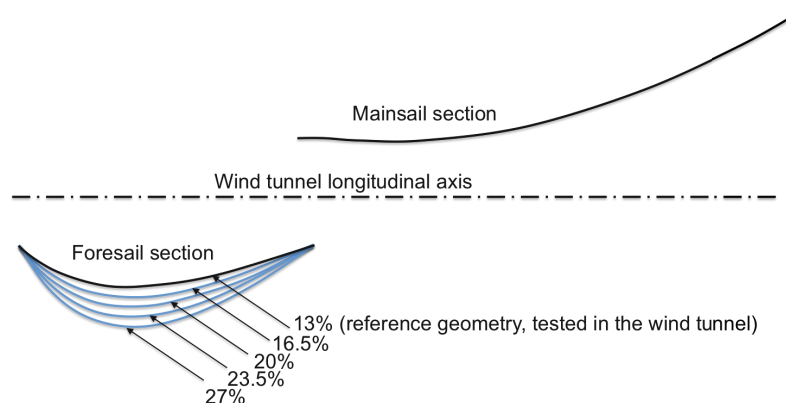 Mainsail section
Wind tunnel longitudinal axis
Foresail section
13% (reference geometry, tested in the wind tunnel)
16.5%
20%
23.5%
27%